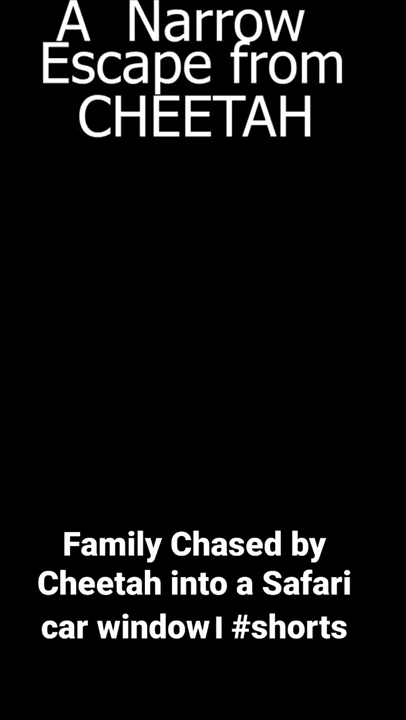 A Narrow
Escape from
CHEETAH
Family Chased by
Cheetah into a Safari
car window। #shorts